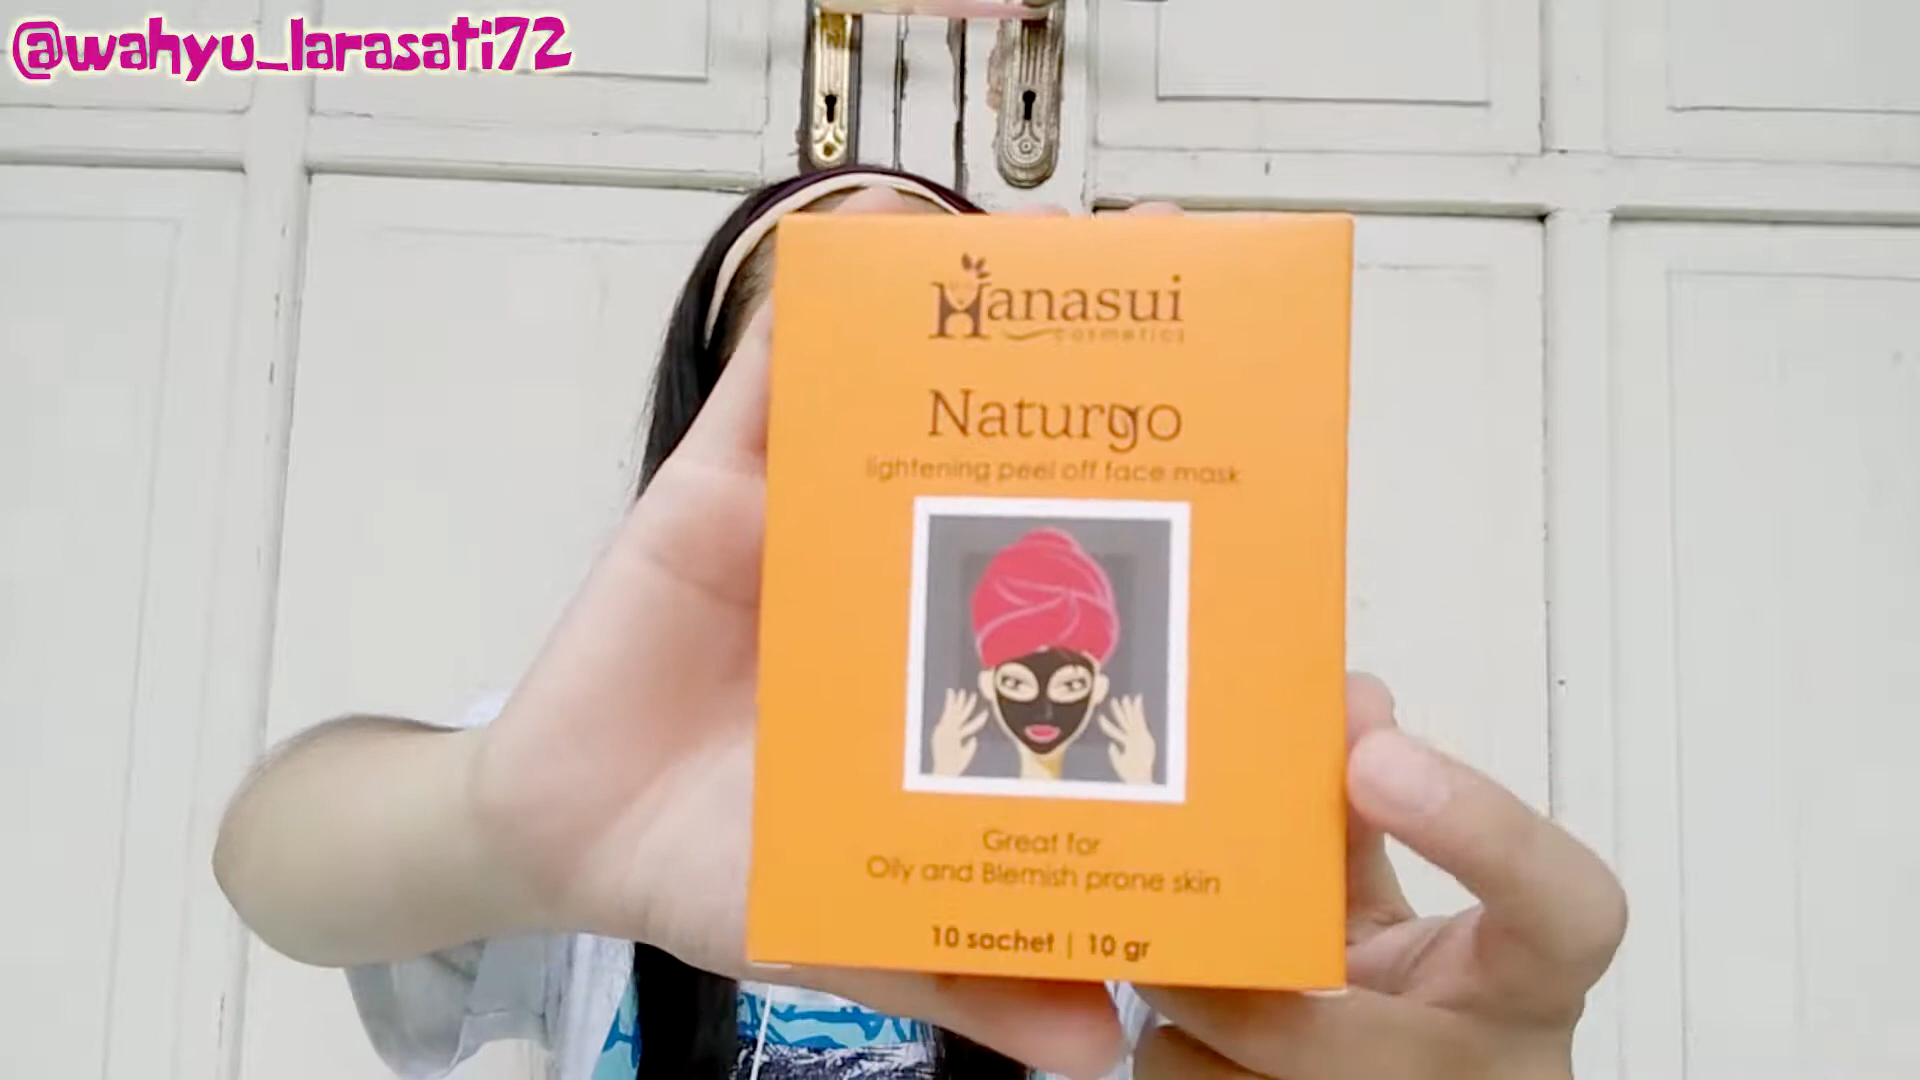 @wahyu_larasati72
Hanasui
cosmetics
Naturgo
lightening peel off face mask
Great for
Oily and Blemish prone skin
10 sachet | 10 gr